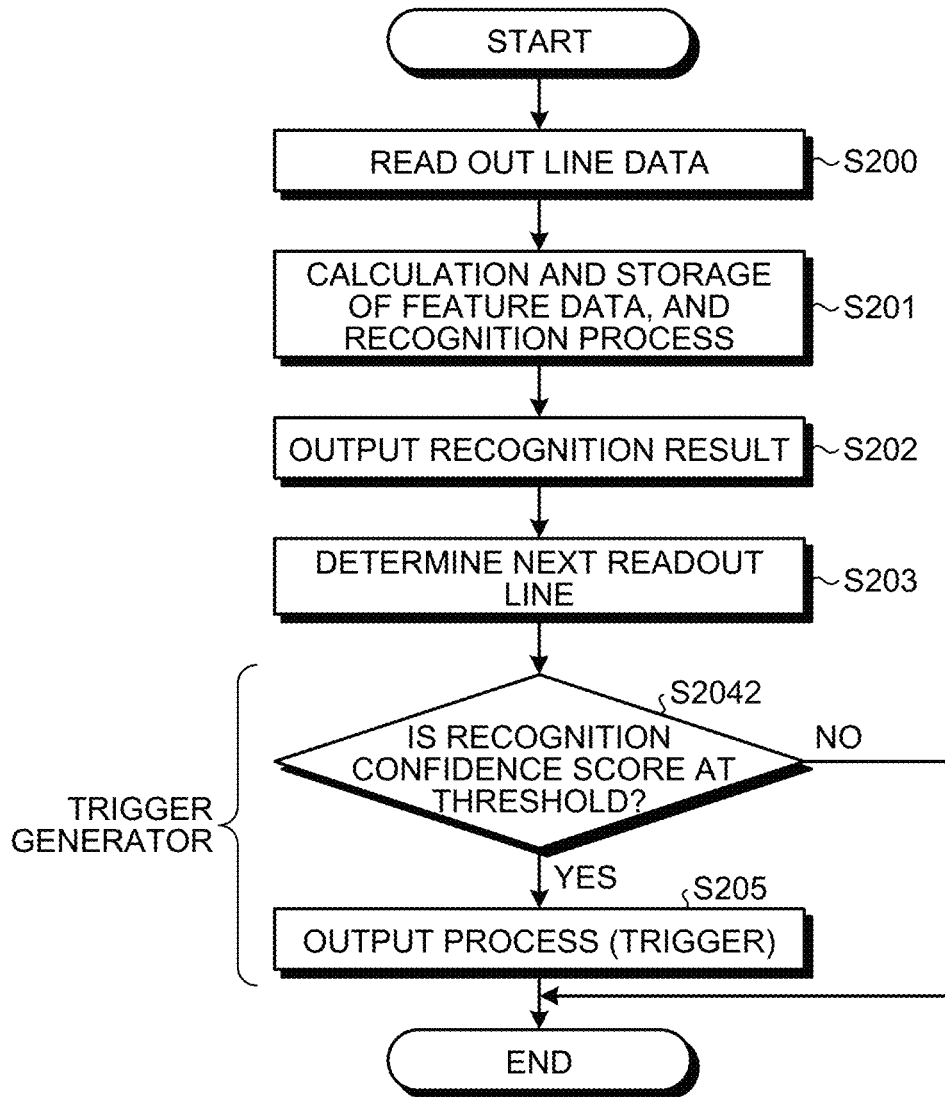 START
READ OUT LINE DATA
S200
CALCULATION AND STORAGE
OF FEATURE DATA, AND
RECOGNITION PROCESS
S201
OUTPUT RECOGNITION RESULT
S202
DETERMINE NEXT READOUT
LINE
S203
S2042
IS RECOGNITION
CONFIDENCE SCORE AT
THRESHOLD?
NO
TRIGGER
GENERATOR
YES
S205
OUTPUT PROCESS (TRIGGER)
END